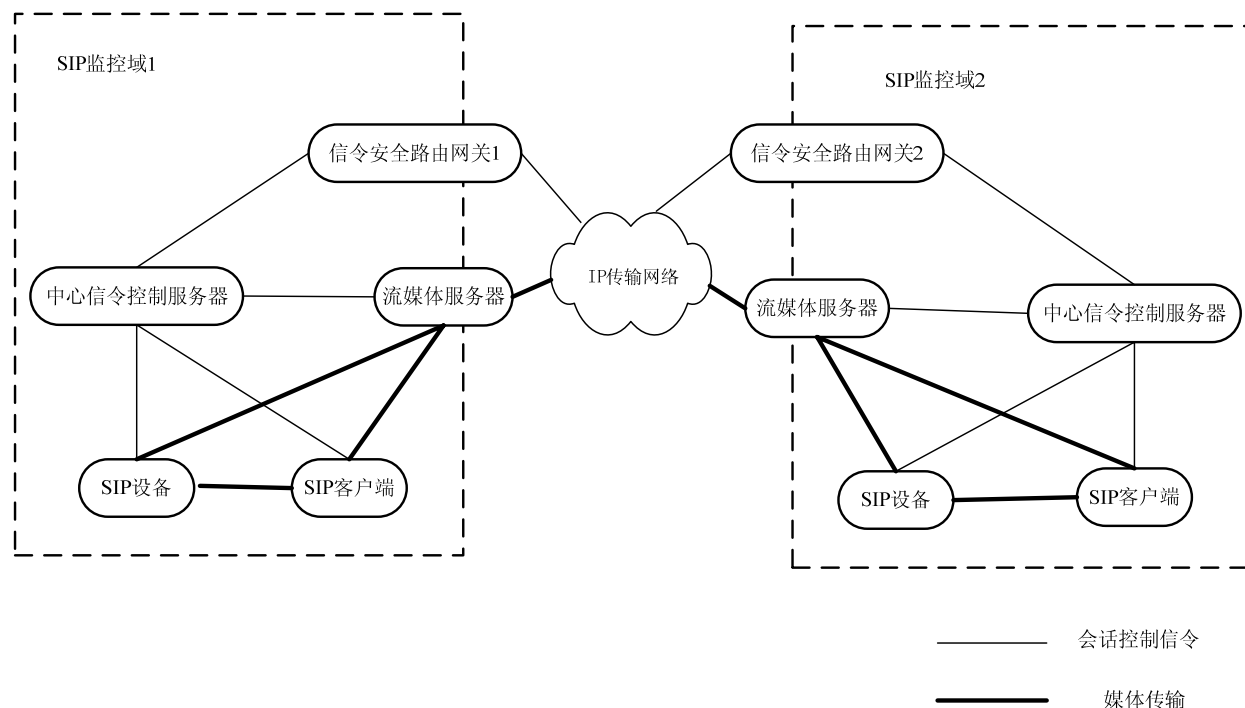 SIP监控域1
SIP监控域2
信令安全路由网关1
信令安全路由网关2
IP传输网络
中心信令控制服务器
流媒体服务器
流媒体服务器
中心信令控制服务器
SIP设备
SIP客户端
SIP设备
SIP客户端
会话控制信令
媒体传输